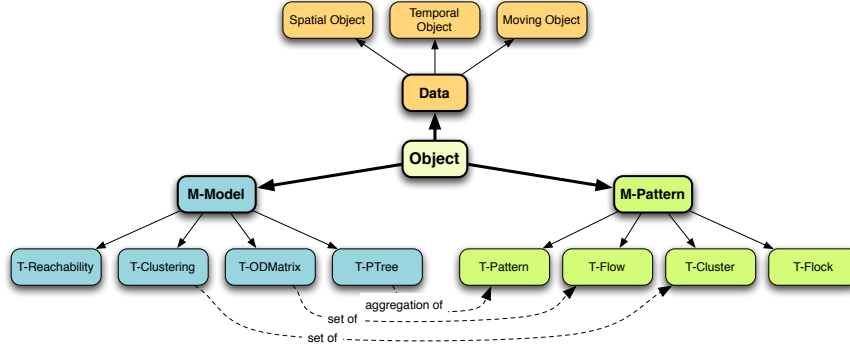 Spatial Object
Temporal
Object
Moving Object
Data
Object
M-Model
M-Pattern
T-Reachability
T-Clustering
T-ODMatrix
T-PTree
T-Pattern
T-Flow
T-Cluster
T-Flock
aggregation of
set of
set of